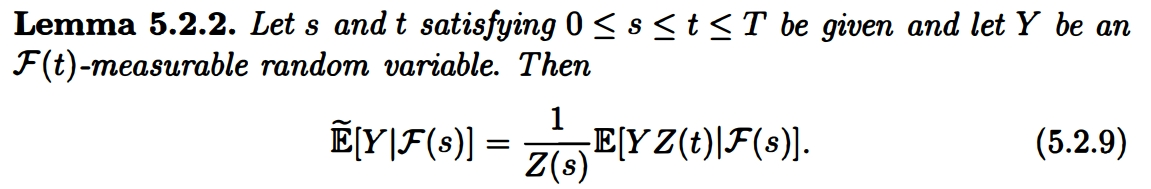 Lemma 5.2.2. Let s and t satisfying 0 ≤ s ≤ t ≤ T be given and let Y be an
ℱ(t)-measurable random variable. Then
𝔼̃[Y|ℱ(s)] = \frac{1}{Z(s)} 𝔼[YZ(t)|ℱ(s)]. (5.2.9)